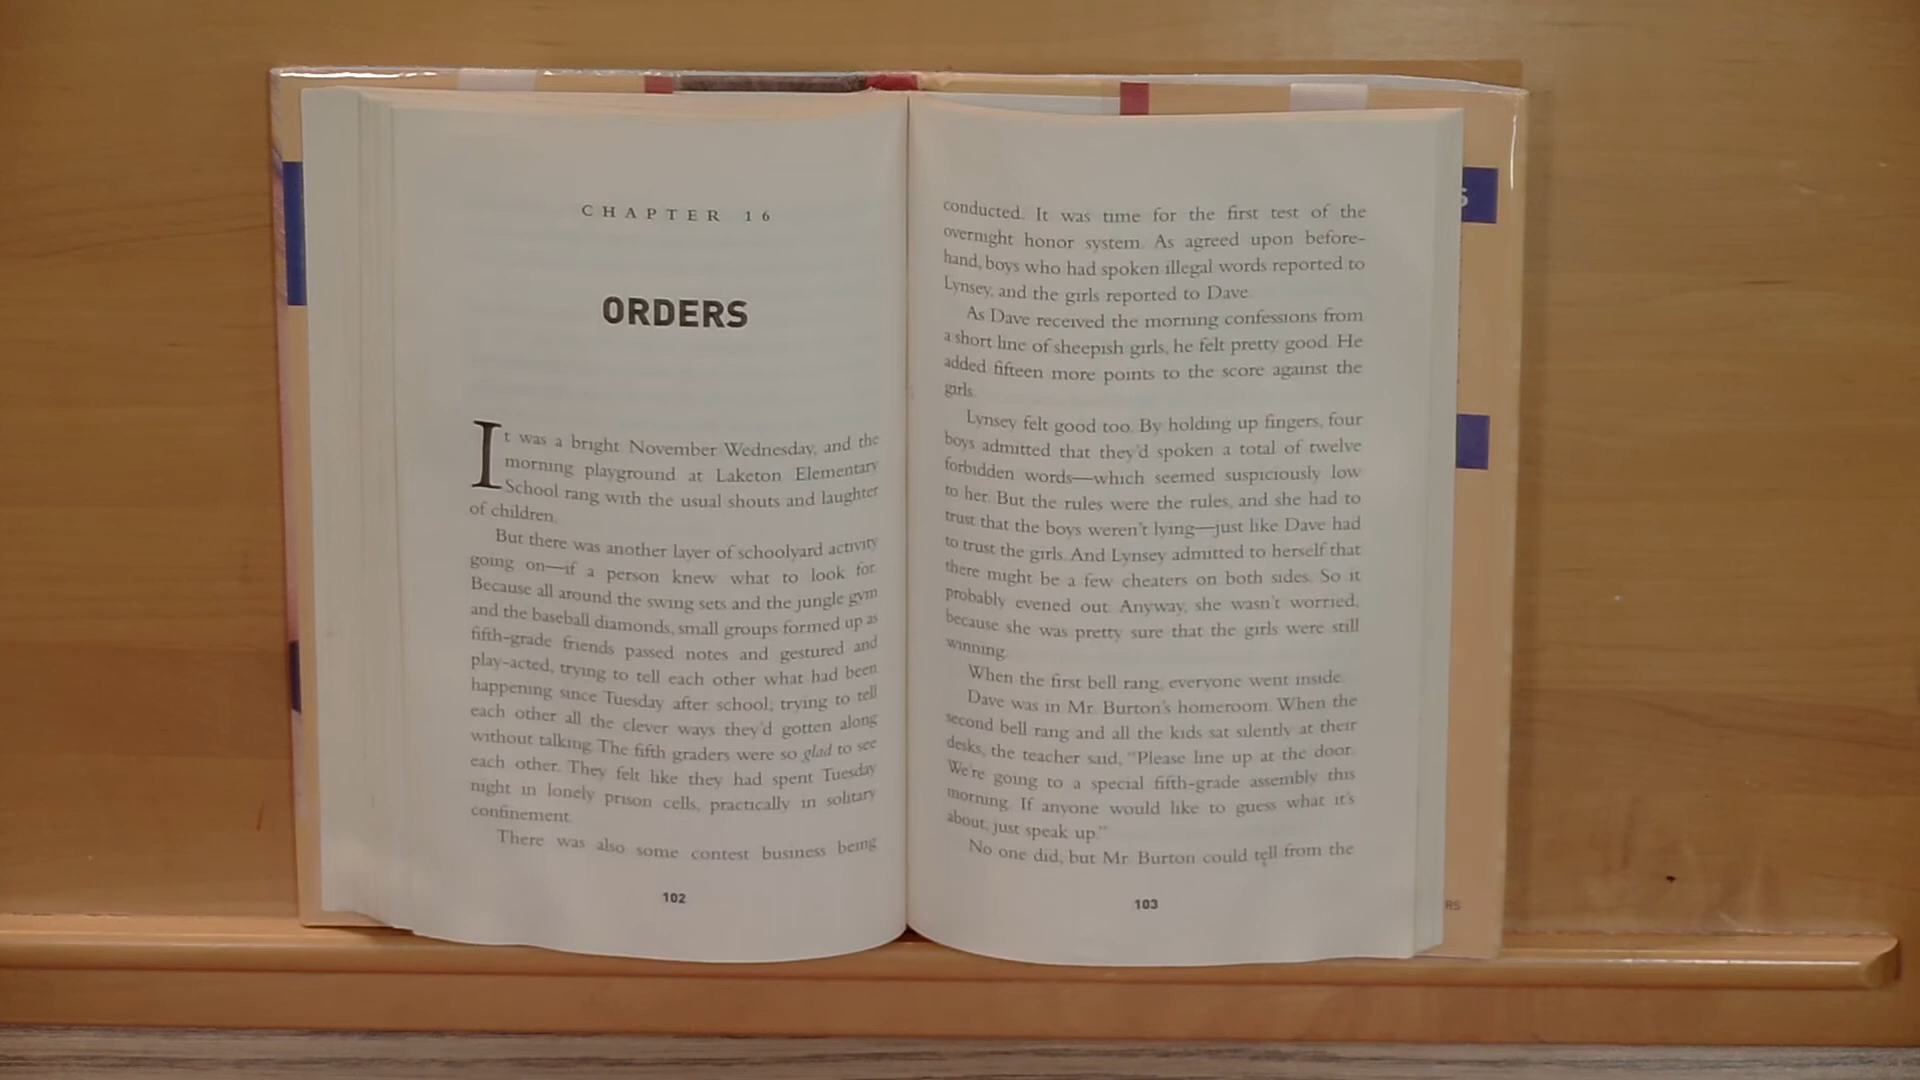 CHAPTER 16
ORDERS
It was a bright November Wednesday, and the
morning playground at Laketon Elementary
School rang with the usual shouts and laughter
of children.
But there was another layer of schoolyard activity
going on—if a person knew what to look for.
Because all around the swing sets and the jungle gym
and the baseball diamonds, small groups formed up as
fifth-grade friends passed notes and gestured and
play-acted, trying to tell each other what had been
happening since Tuesday after school; trying to tell
each other all the clever ways they'd gotten along
without talking. The fifth graders were so glad to see
each other. They felt like they had spent Tuesday
night in lonely prison cells, practically in solitary
confinement.
There was also some contest business being
102
conducted. It was time for the first test of the
overnight honor system. As agreed upon before-
hand, boys who had spoken illegal words reported to
Lynsey, and the girls reported to Dave.
As Dave received the morning confessions from
a short line of sheepish girls, he felt pretty good. He
added fifteen more points to the score against the
girls.
Lynsey felt good too. By holding up fingers, four
boys admitted that they'd spoken a total of twelve
forbidden words—which seemed suspiciously low
to her. But the rules were the rules, and she had to
trust that the boys weren't lying—just like Dave had
to trust the girls. And Lynsey admitted to herself that
there might be a few cheaters on both sides. So it
probably evened out. Anyway, she wasn't worried,
because she was pretty sure that the girls were still
winning.
When the first bell rang, everyone went inside.
Dave was in Mr. Burton's homeroom. When the
second bell rang and all the kids sat silently at their
desks, the teacher said, "Please line up at the door.
We're going to a special fifth-grade assembly this
morning. If anyone would like to guess what it's
about, just speak up."
No one did, but Mr. Burton could tell from the
103
S
RS